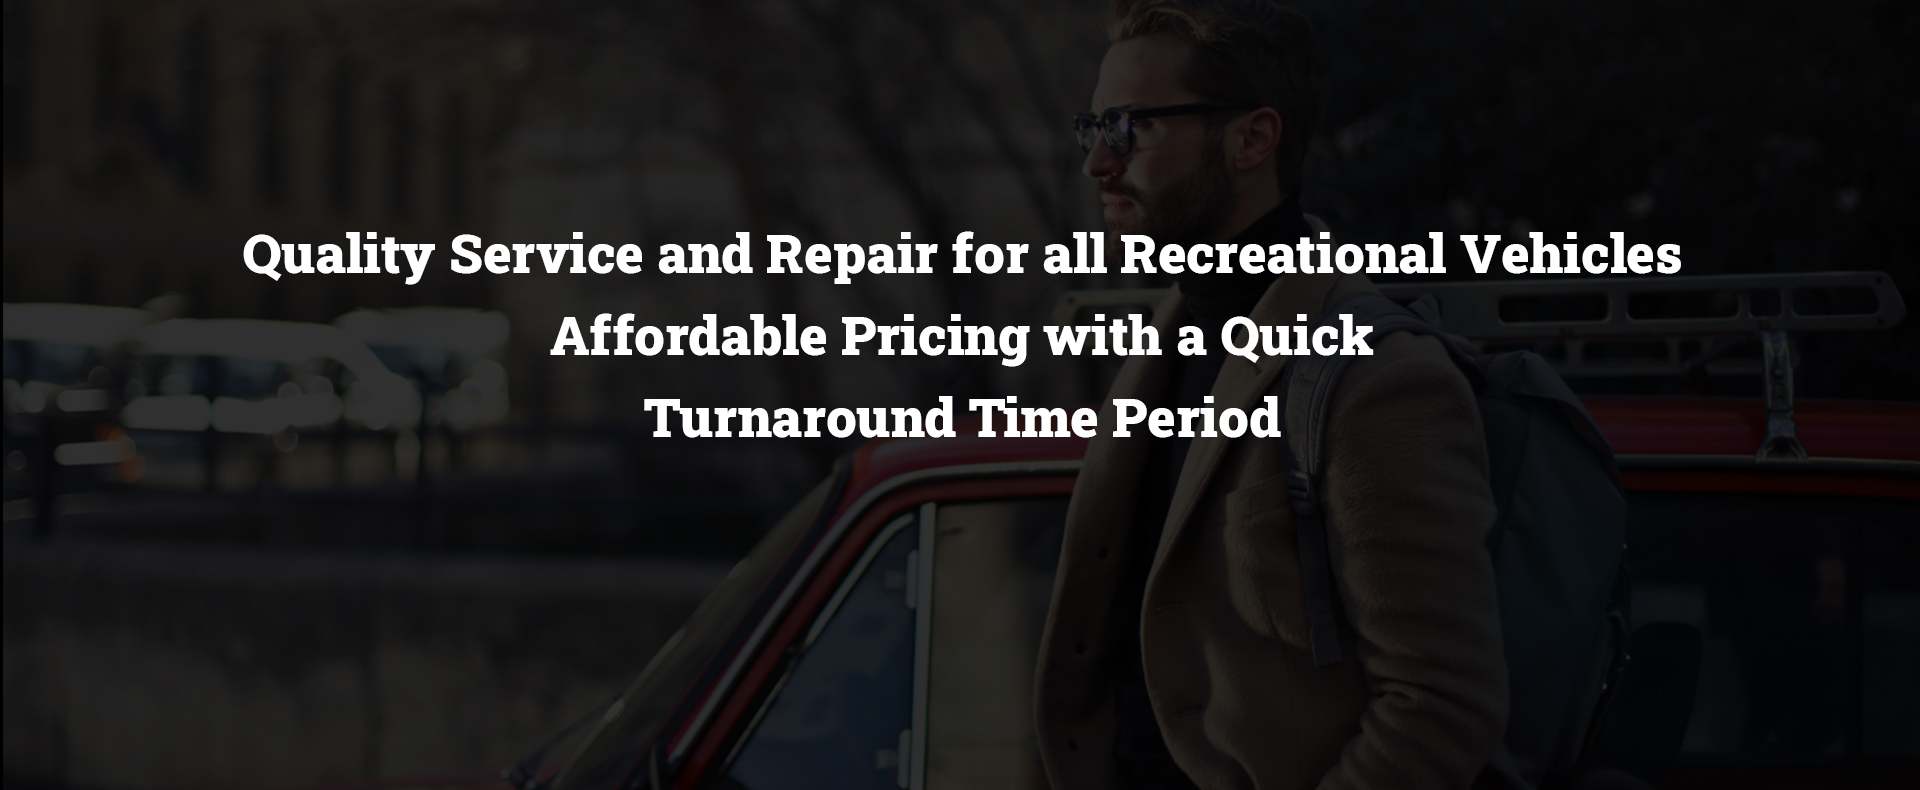 Quality Service and Repair for all Recreational Vehicles
Affordable Pricing with a Quick
Turnaround Time Period